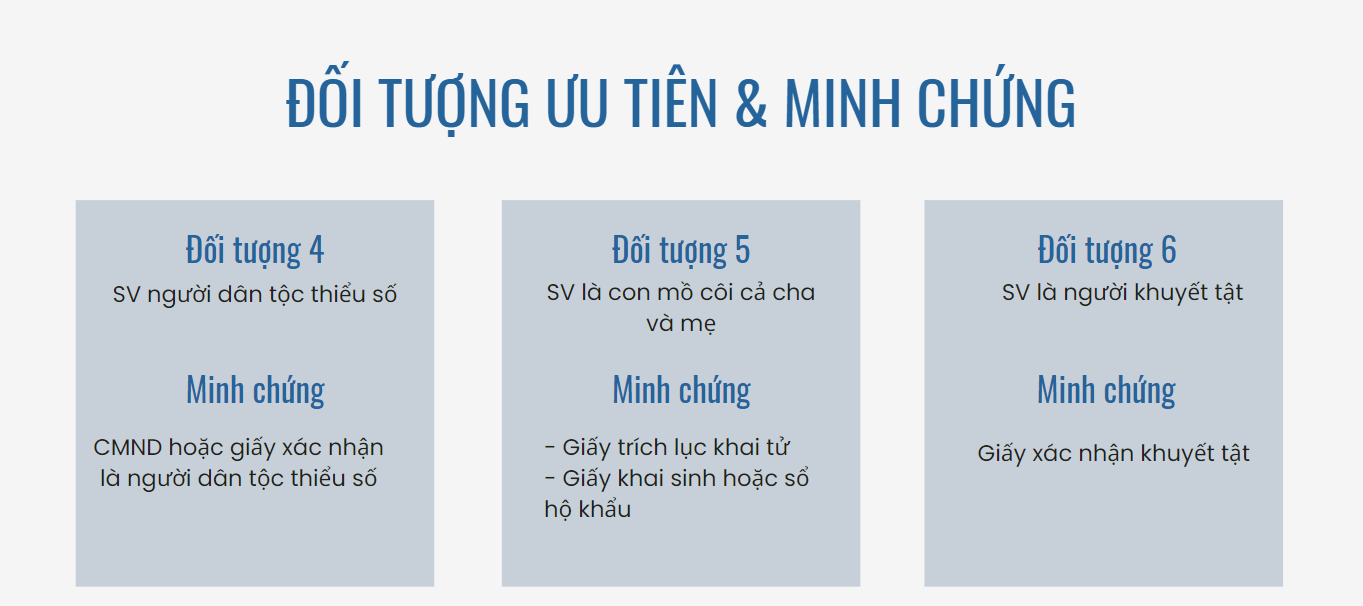 ĐỐI TƯỢNG ƯU TIÊN & MINH CHỨNG
Đối tượng 4
SV người dân tộc thiểu số
Minh chứng
CMND hoặc giấy xác nhận
là người dân tộc thiểu số
Đối tượng 5
SV là con mồ côi cả cha
và mẹ
Minh chứng
- Giấy trích lục khai tử
- Giấy khai sinh hoặc sổ
hộ khẩu
Đối tượng 6
SV là người khuyết tật
Minh chứng
Giấy xác nhận khuyết tật